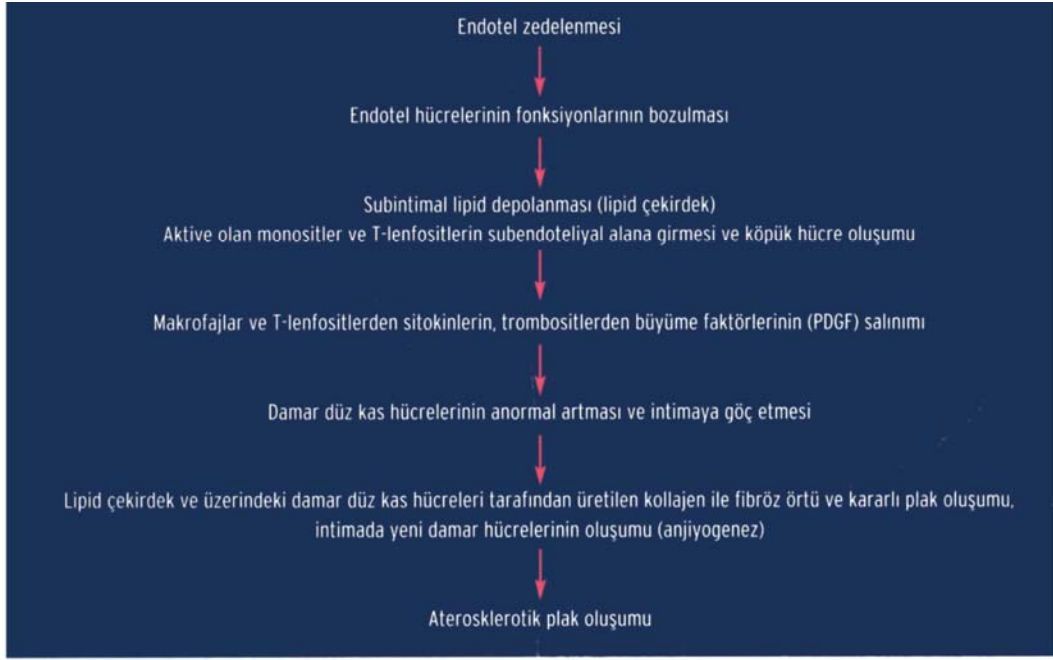 Endotel zedelenmesi
Endotel hücrelerinin fonksiyonlarının bozulması
Subintimal lipid depolanması (lipid çekirdek)
Aktive olan monositler ve T-lenfositlerin subendoteliyal alana girmesi ve köpük hücre oluşumu
Makrofajlar ve T-lenfositlerden sitokinlerin, trombositlerden büyüme faktörlerinin (PDGF) salınımı
Damar düz kas hücrelerinin anormal artması ve intimaya göç etmesi
Lipid çekirdek ve üzerindeki damar düz kas hücreleri tarafından üretilen kollajen ile fibröz örtü ve kararlı plak oluşumu,
intimada yeni damar hücrelerinin oluşumu (anjiyogenez)
Aterosklerotik plak oluşumu